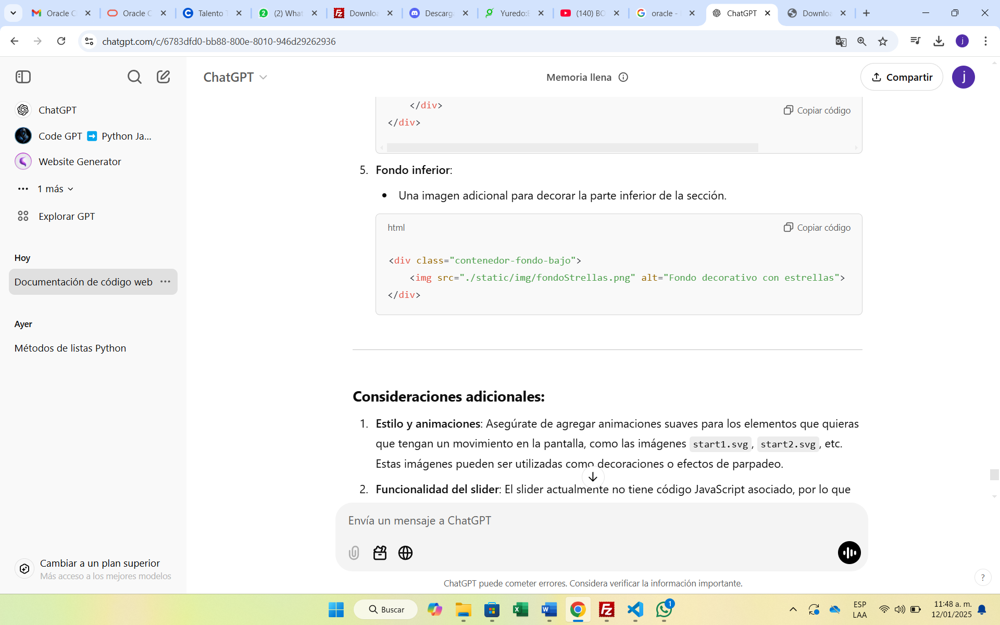 Oracle C
Oracle C
Talento T
(2) What
Downloa
Descarga
Yuredo:E
(140) BO
oracle -
ChatGPT
Downloa
chatgpt.com/c/6783dfd0-bb88-800e-8010-946d29262936
j
ChatGPT
Memoria llena
Compartir
j
ChatGPT
Code GPT ➡️ Python Ja...
Website Generator
1 más
Explorar GPT
Hoy
Documentación de código web
Ayer
Métodos de listas Python
Cambiar a un plan superior
Más acceso a los mejores modelos
</div>
Copiar código
</div>
5. Fondo inferior:
• Una imagen adicional para decorar la parte inferior de la sección.
html
Copiar código
<div class="contenedor-fondo-bajo">
<img src="./static/img/fondoStrellas.png" alt="Fondo decorativo con estrellas">
</div>
Consideraciones adicionales:
1. Estilo y animaciones: Asegúrate de agregar animaciones suaves para los elementos que quieras
que tengan un movimiento en la pantalla, como las imágenes start1.svg, start2.svg, etc.
Estas imágenes pueden ser utilizadas como decoraciones o efectos de parpadeo.
2. Funcionalidad del slider: El slider actualmente no tiene código JavaScript asociado, por lo que
Envía un mensaje a ChatGPT
ChatGPT puede cometer errores. Considera verificar la información importante.
?
Buscar
1
ESP
LAA
11:48 a. m.
12/01/2025